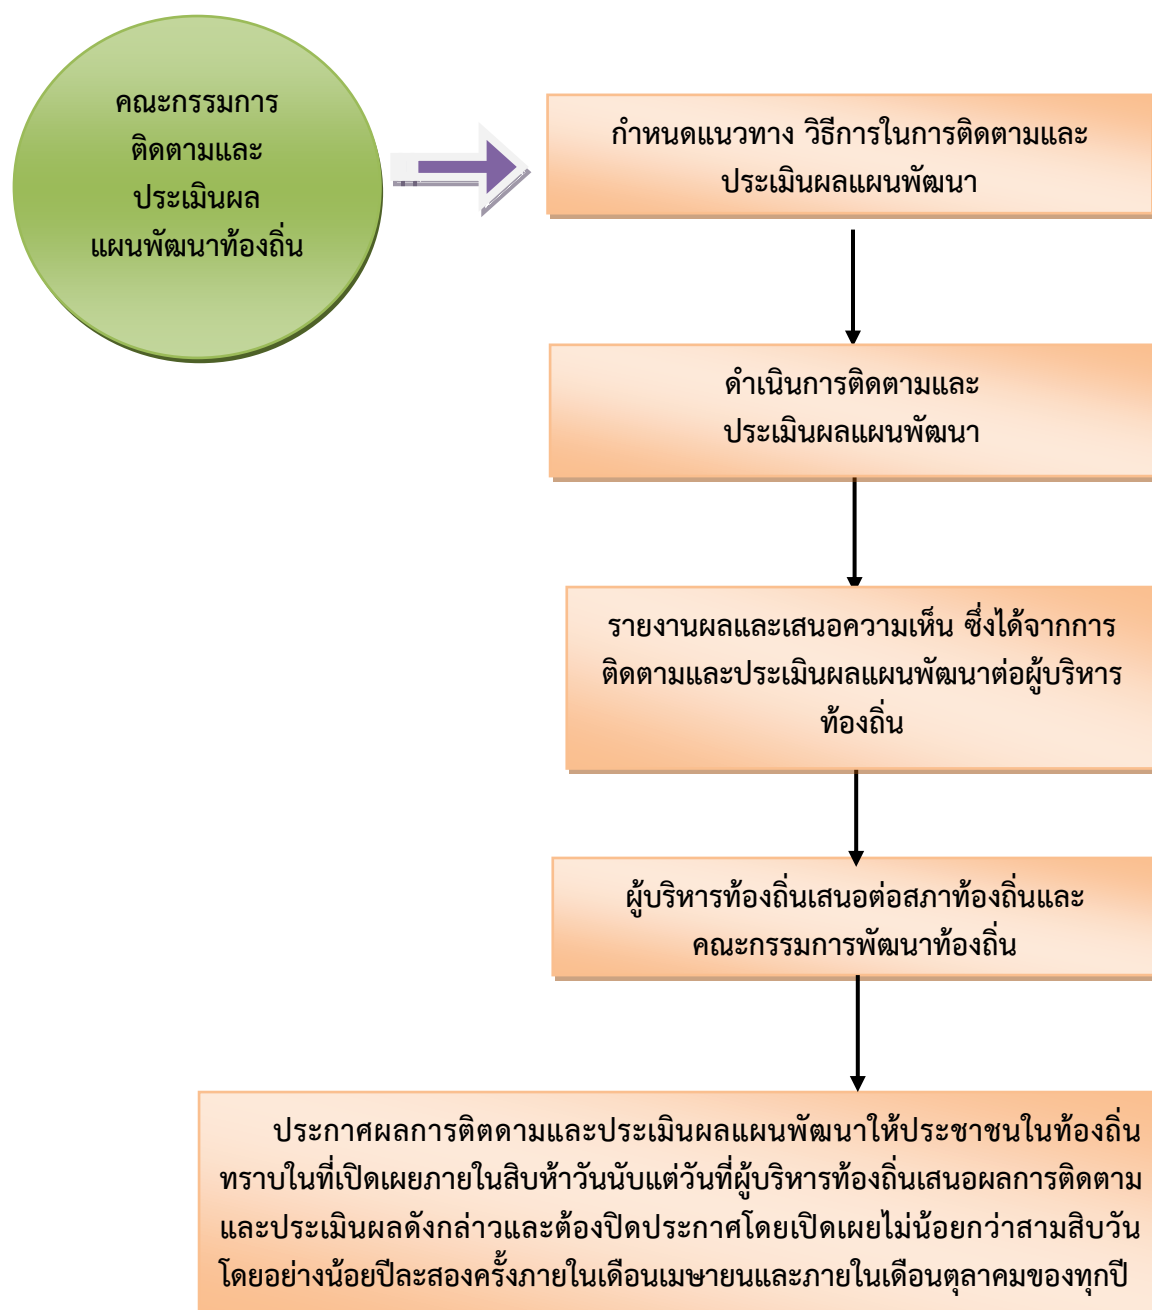 คณะกรรมการ
ติดตามและ
ประเมินผล
แผนพัฒนาท้องถิ่น
กำหนดแนวทาง วิธีการในการติดตามและ
ประเมินผลแผนพัฒนา
ดำเนินการติดตามและ
ประเมินผลแผนพัฒนา
รายงานผลและเสนอความเห็น ซึ่งได้จากการ
ติดตามและประเมินผลแผนพัฒนาต่อผู้บริหาร
ท้องถิ่น
ผู้บริหารท้องถิ่นเสนอต่อสภาท้องถิ่นและ
คณะกรรมการพัฒนาท้องถิ่น
ประกาศผลการติตดามและประเมินผลแผนพัฒนาให้ประชาชนในท้องถิ่น
ทราบในที่เปิดเผยภายในสิบห้าวันนับแต่วันที่ผู้บริหารท้องถิ่นเสนอผลการติดตาม
และประเมินผลดังกล่าวและต้องปิดประกาศโดยเปิดเผยไม่น้อยกว่าสามสิบวัน
โดยอย่างน้อยปีละสองครั้งภายในเดือนเมษายนและภายในเดือนตุลาคมของทุกปี